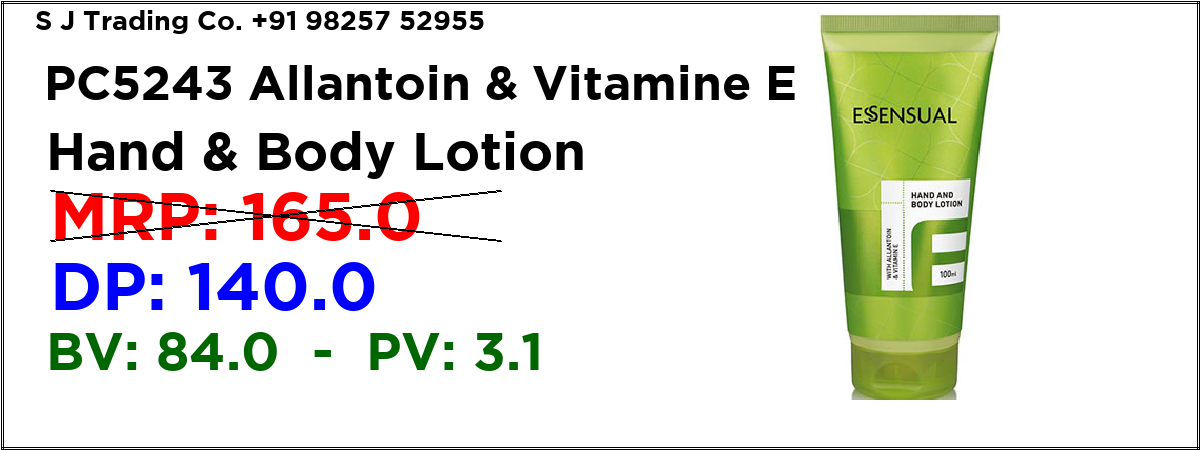 S J Trading Co. +91 98257 52955
PC5243 Allantoin & Vitamine E
Hand & Body Lotion
MRP: 165.0
DP: 140.0
BV: 84.0 - PV: 3.1
ESSENSUAL
HAND AND
BODY LOTION
WITH ALLANTOIN
& VITAMIN E
E
100ml